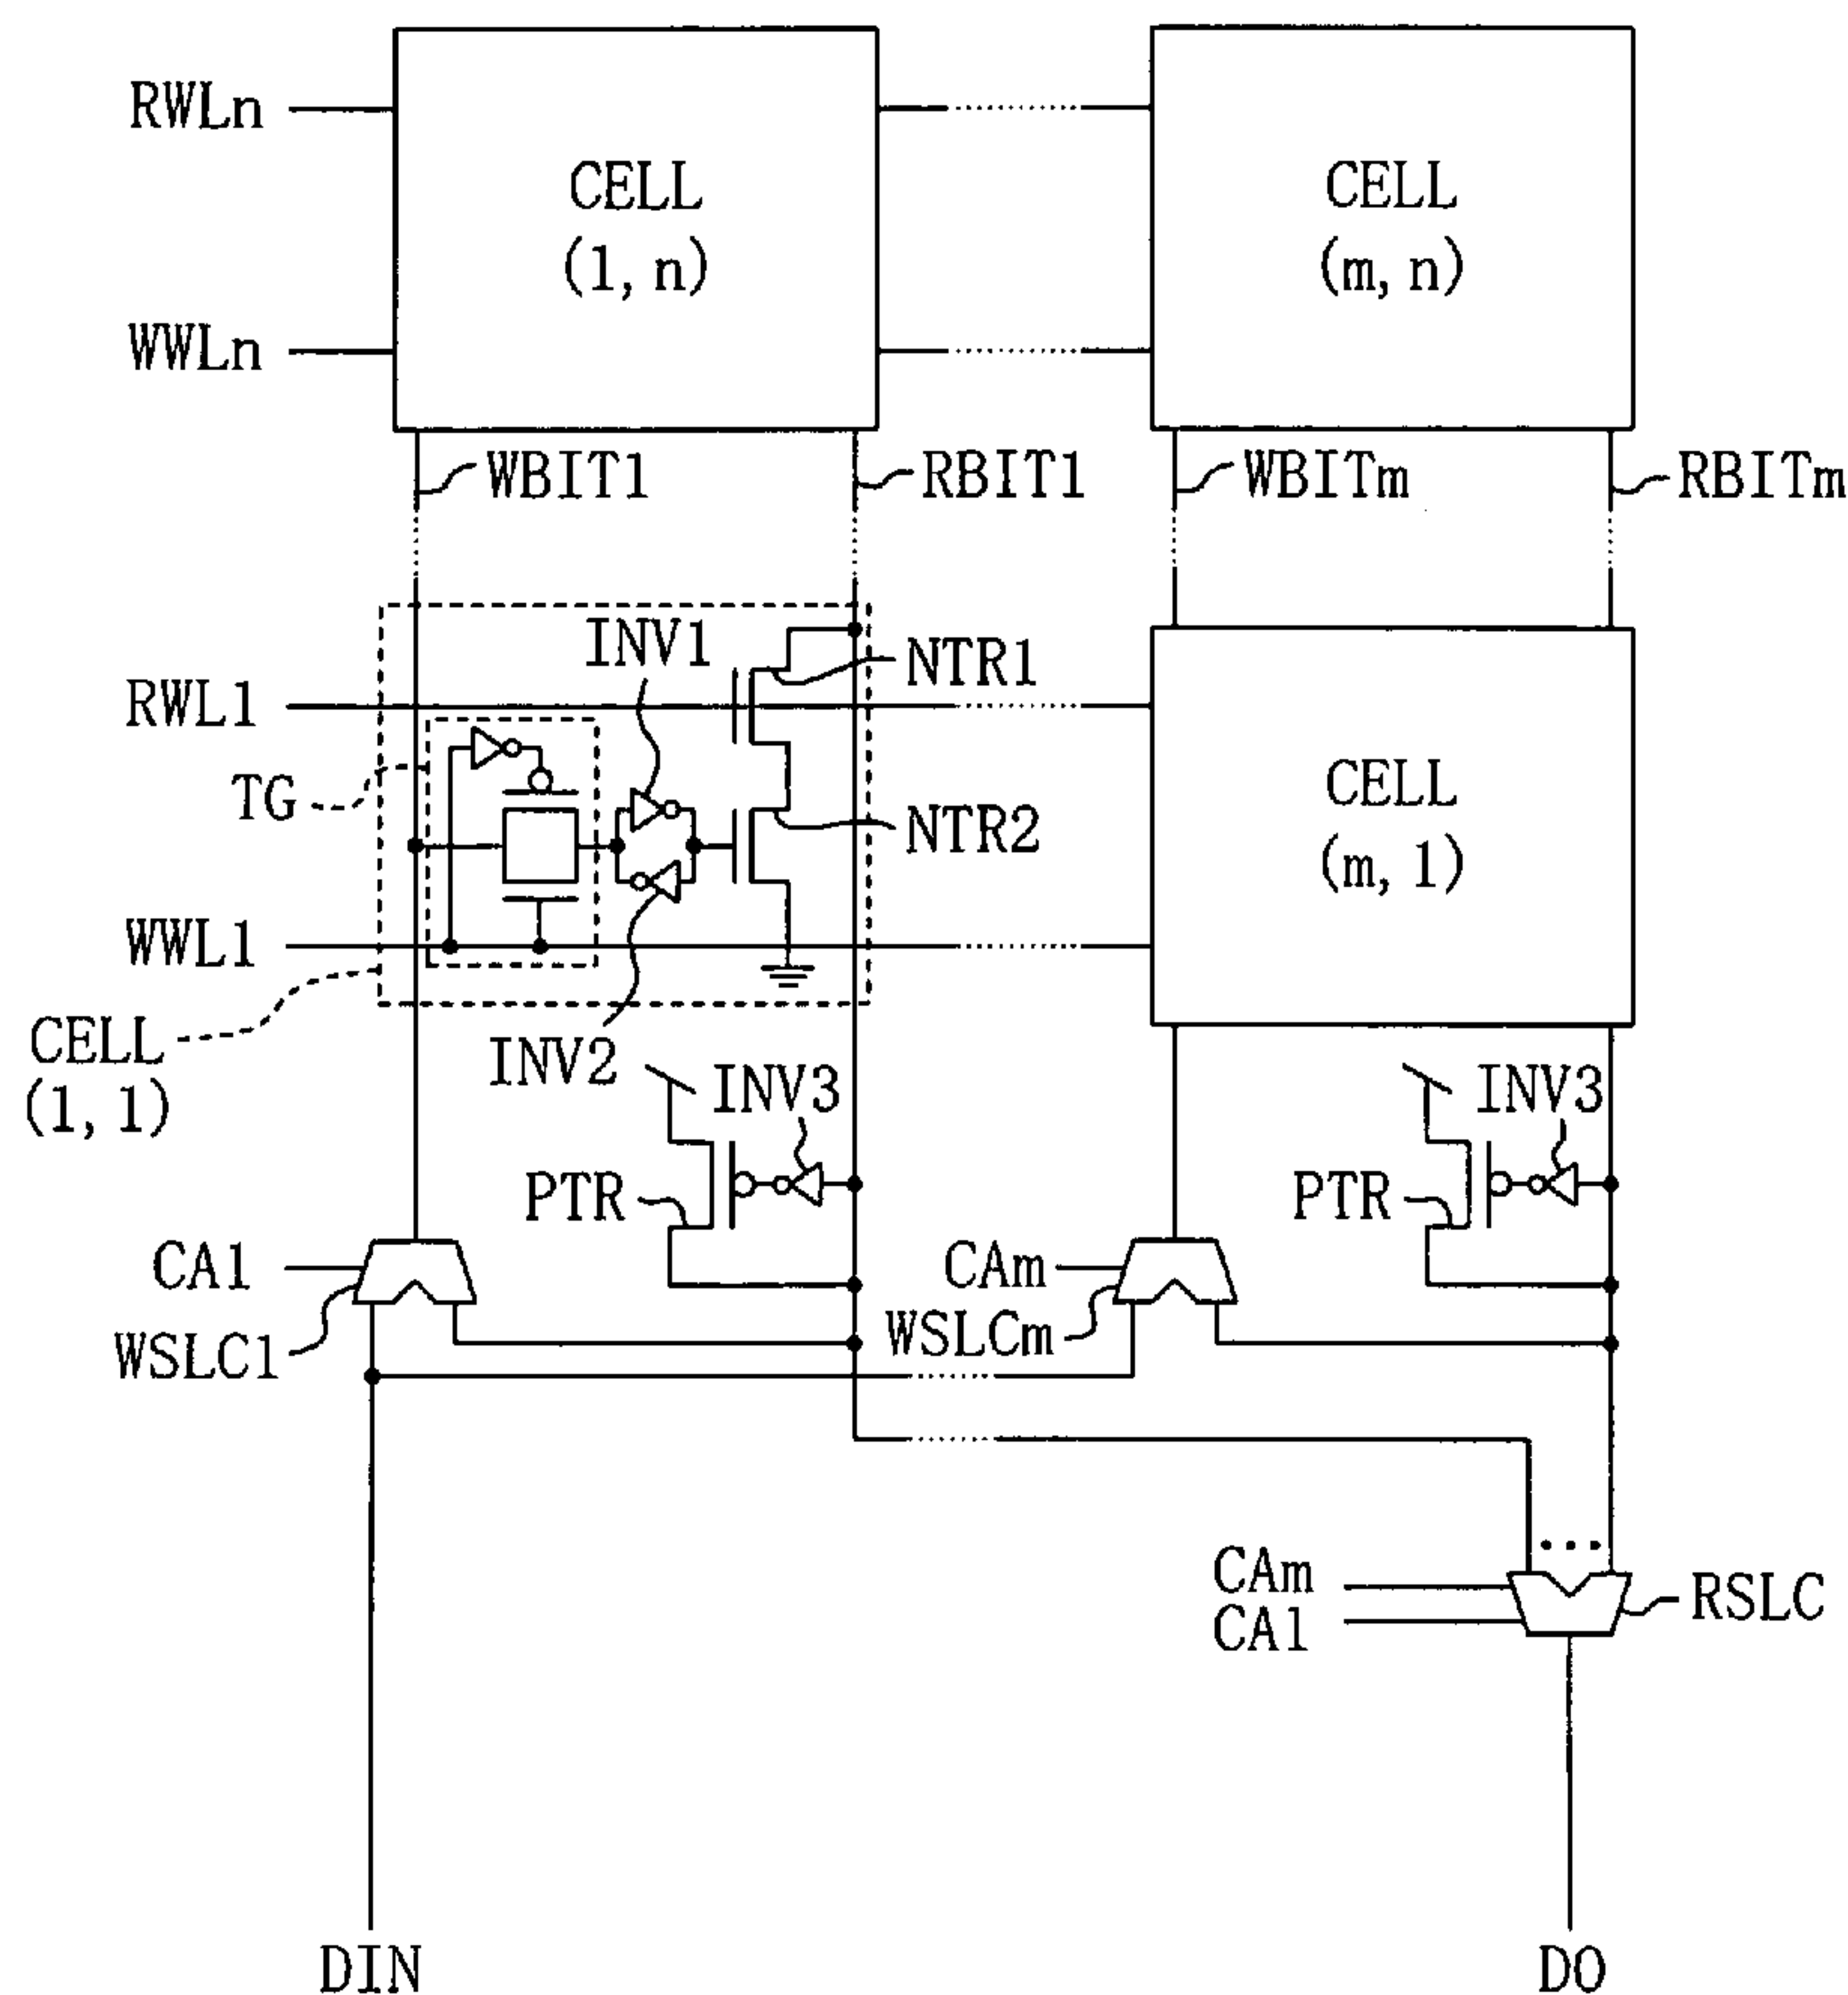 RWLn
CELL
(1, n)
CELL
(m, n)
WWLn
WBIT1
RBIT1
WBITm
RBITm
INV1
NTR1
RWL1
TG
CELL
(m, 1)
NTR2
WWL1
CELL
(1, 1)
INV2
INV3
INV3
PTR
PTR
CA1
CAm
WSLC1
WSLCm
CAm
CA1
RSLC
DIN
DO